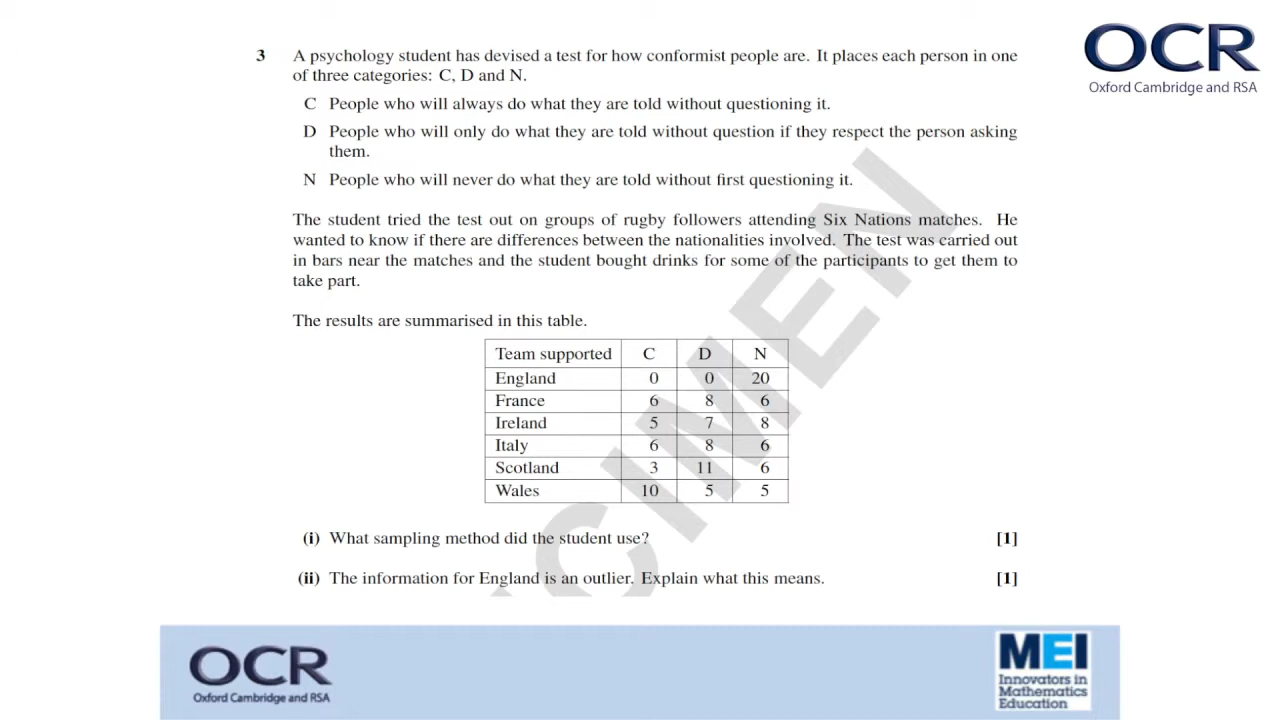 OCR
Oxford Cambridge and RSA
3 A psychology student has devised a test for how conformist people are. It places each person in one
of three categories: C, D and N.
C People who will always do what they are told without questioning it.
D People who will only do what they are told without question if they respect the person asking
them.
N People who will never do what they are told without first questioning it.
The student tried the test out on groups of rugby followers attending Six Nations matches. He
wanted to know if there are differences between the nationalities involved. The test was carried out
in bars near the matches and the student bought drinks for some of the participants to get them to
take part.
The results are summarised in this table.
Team supported C D N
England 0 0 20
France 6 8 6
Ireland 5 7 8
Italy 6 8 6
Scotland 3 11 6
Wales 10 5 5
(i) What sampling method did the student use? [1]
(ii) The information for England is an outlier. Explain what this means. [1]
CIMEN
OCR
Oxford Cambridge and RSA
MEI
Innovators in
Mathematics
Education